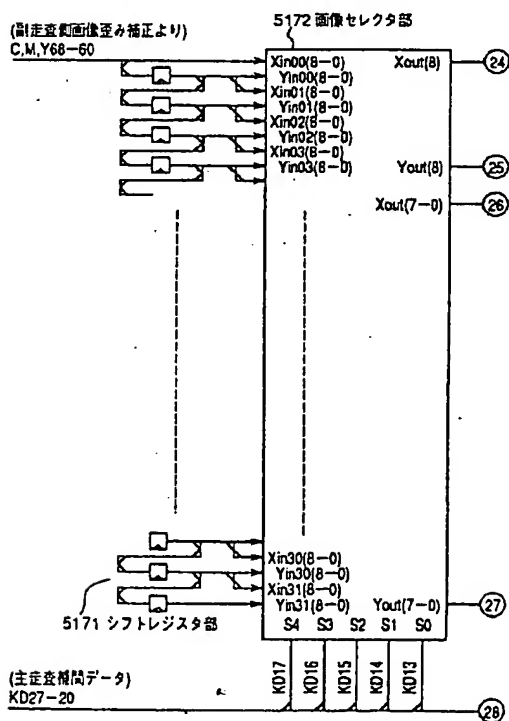 5172 画像セレクタ部
(副走査側画像歪み補正より)
C,M,Y68-60
Xin00(8-0)
Yin00(8-0)
Xin01(8-0)
Yin01(8-0)
Xin02(8-0)
Yin02(8-0)
Xin03(8-0)
Yin03(8-0)
Xout(8)
24
Yout(8)
25
Xout(7-0)
26
Xin30(8-0)
Yin30(8-0)
Xin31(8-0)
Yin31(8-0)
Yout(7-0)
27
5171 シフトレジスタ部
S4 S3 S2 S1 S0
KD17 KD16 KD15 KD14 KD13
(主走査補間データ)
KD27-20
28